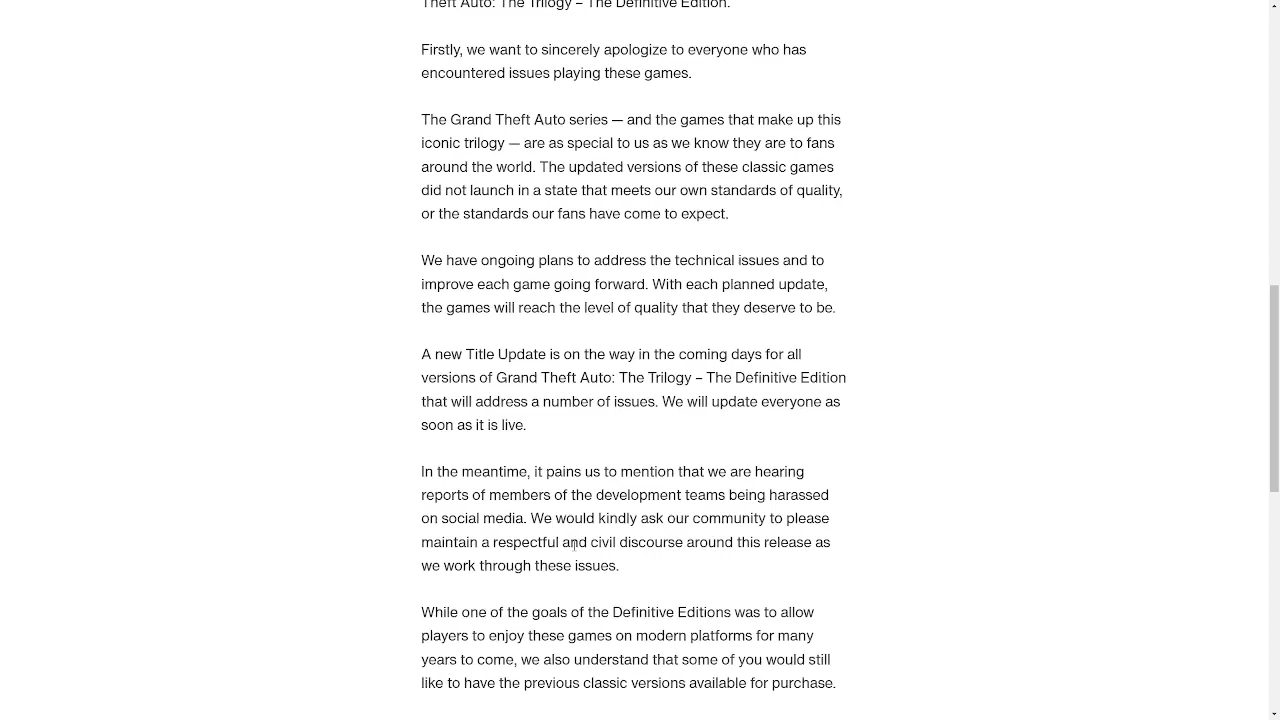 Theft Auto: The Trilogy – The Definitive Edition.
Firstly, we want to sincerely apologize to everyone who has
encountered issues playing these games.
The Grand Theft Auto series — and the games that make up this
iconic trilogy — are as special to us as we know they are to fans
around the world. The updated versions of these classic games
did not launch in a state that meets our own standards of quality,
or the standards our fans have come to expect.
We have ongoing plans to address the technical issues and to
improve each game going forward. With each planned update,
the games will reach the level of quality that they deserve to be.
A new Title Update is on the way in the coming days for all
versions of Grand Theft Auto: The Trilogy – The Definitive Edition
that will address a number of issues. We will update everyone as
soon as it is live.
In the meantime, it pains us to mention that we are hearing
reports of members of the development teams being harassed
on social media. We would kindly ask our community to please
maintain a respectful and civil discourse around this release as
we work through these issues.
While one of the goals of the Definitive Editions was to allow
players to enjoy these games on modern platforms for many
years to come, we also understand that some of you would still
like to have the previous classic versions available for purchase.